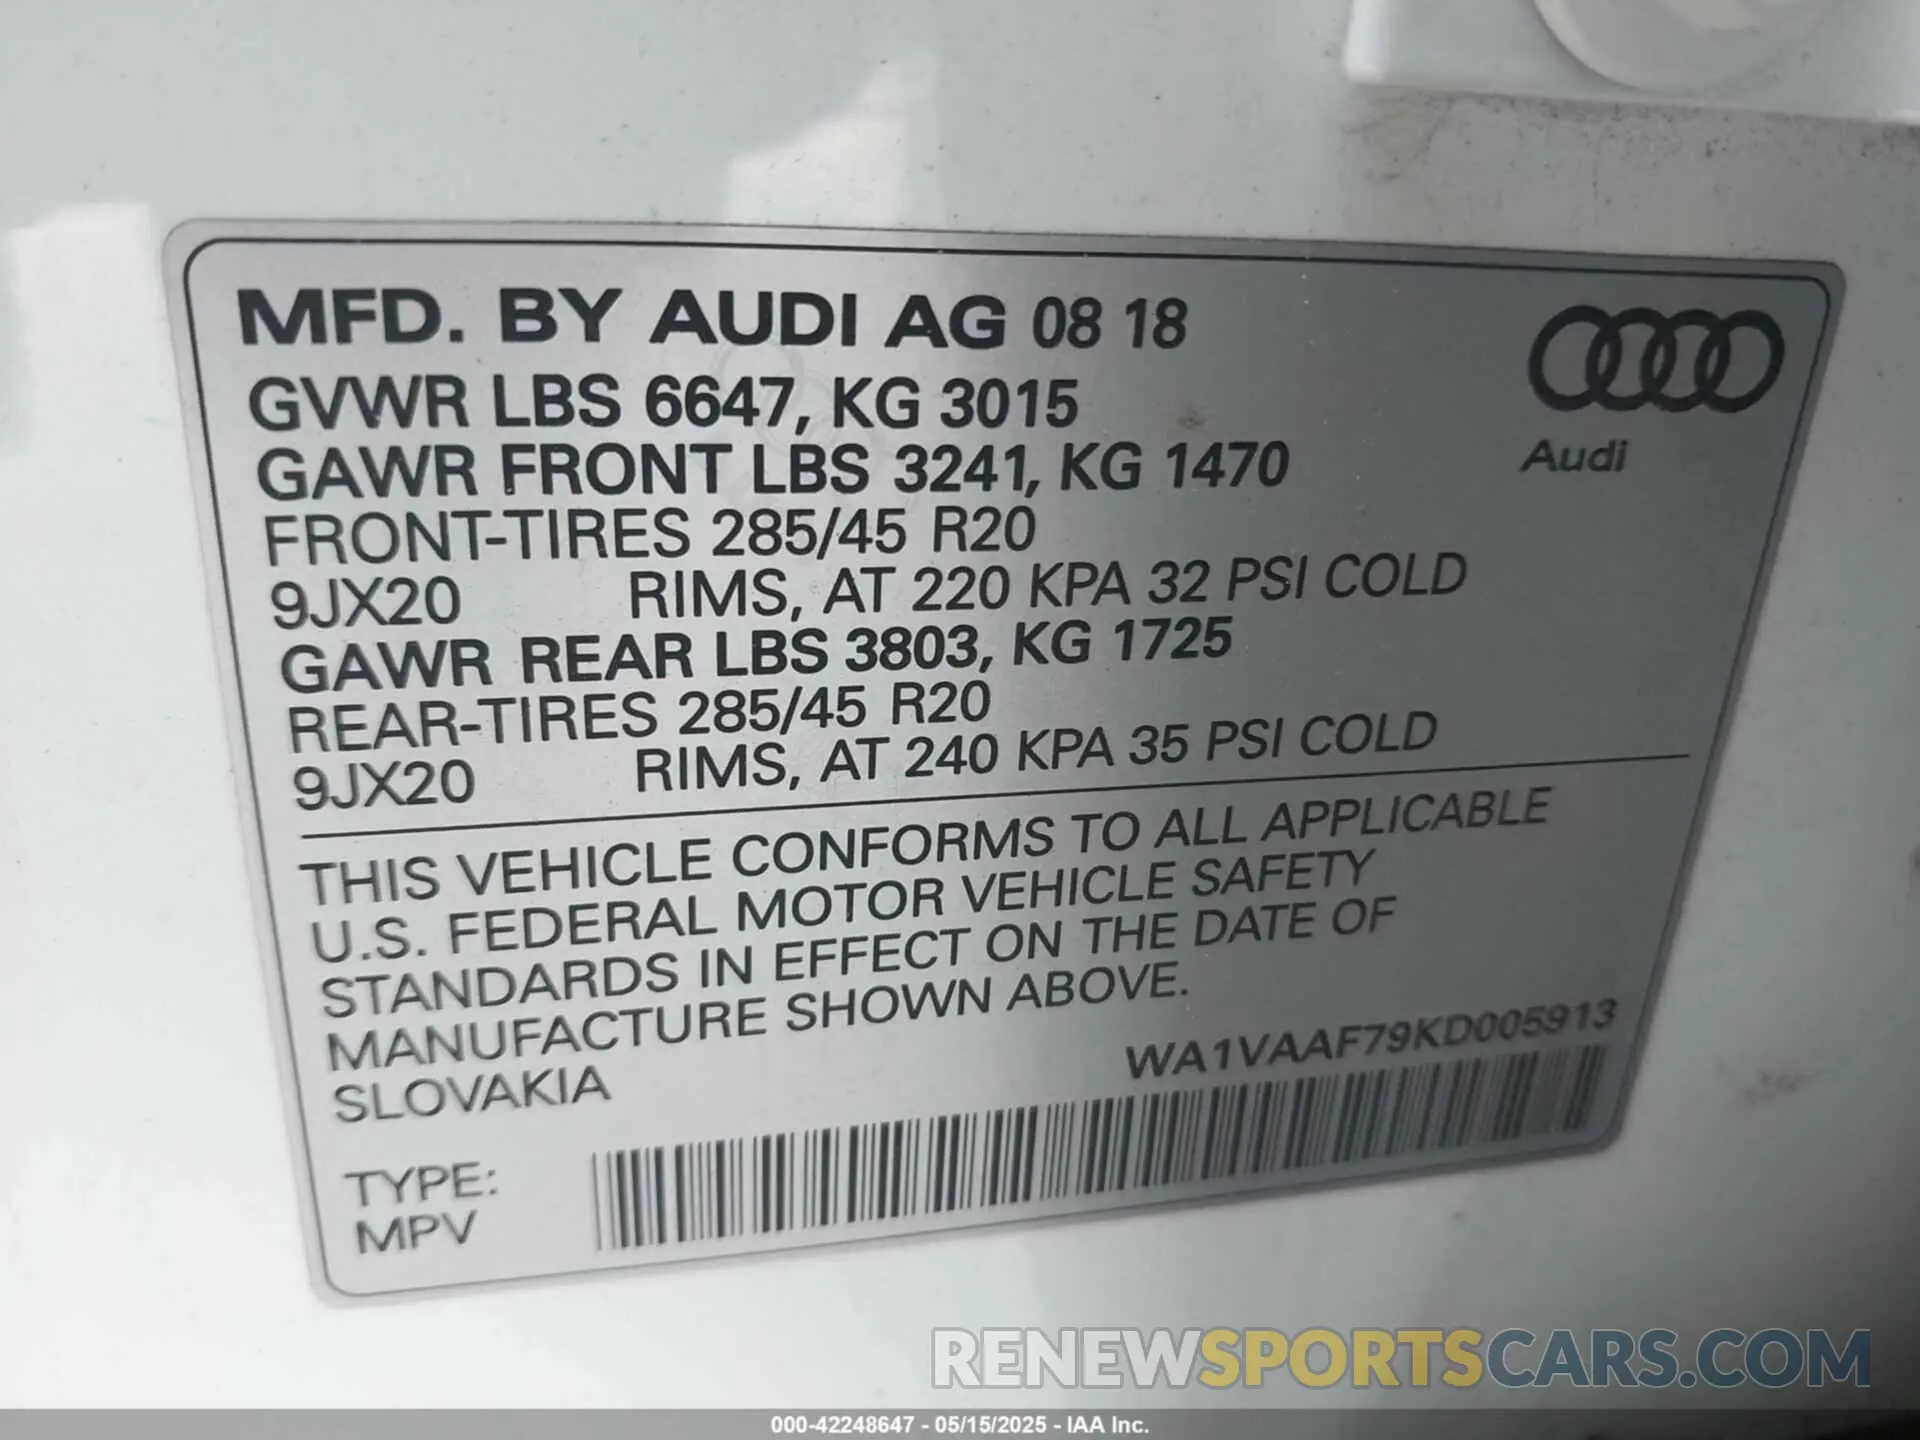 MFD. BY AUDI AG 08 18
GVWR LBS 6647, KG 3015
GAWR FRONT LBS 3241, KG 1470
FRONT-TIRES 285/45 R20
9JX20 RIMS, AT 220 KPA 32 PSI COLD
GAWR REAR LBS 3803, KG 1725
REAR-TIRES 285/45 R20
9JX20 RIMS, AT 240 KPA 35 PSI COLD
Audi
THIS VEHICLE CONFORMS TO ALL APPLICABLE
U.S. FEDERAL MOTOR VEHICLE SAFETY
STANDARDS IN EFFECT ON THE DATE OF
MANUFACTURE SHOWN ABOVE.
SLOVAKIA
WA1VAAF79KD005913
TYPE:
MPV
RENEWSPORTSCARS.COM
000-42248647 - 05/15/2025 - IAA Inc.